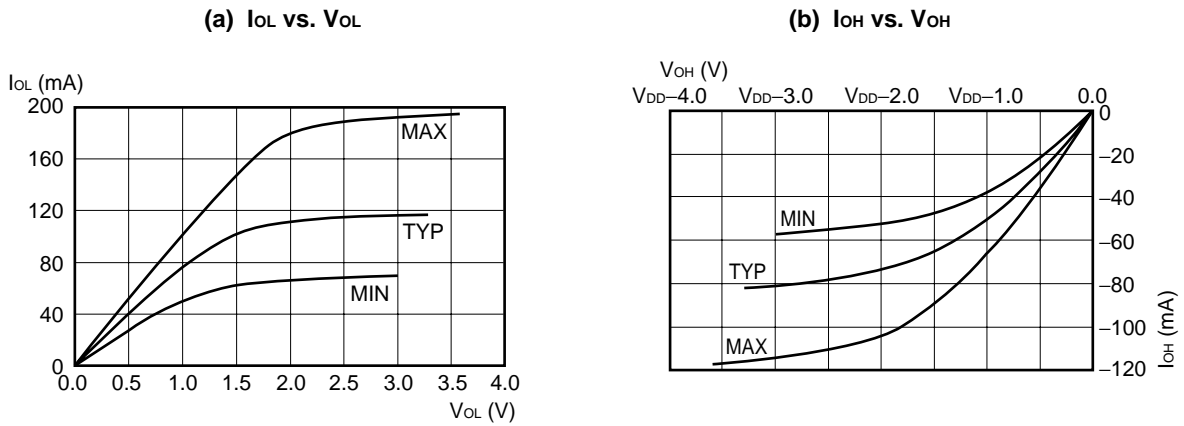 (a) IOL vs. VOL
IOL (mA)
200
160
120
80
40
0
MAX
TYP
MIN
0.0 0.5 1.0 1.5 2.0 2.5 3.0 3.5 4.0
VOL (V)
(b) IOH vs. VOH
VOH (V)
VDD–4.0 VDD–3.0 VDD–2.0 VDD–1.0 0.0
0
–20
–40
–60
–80
–100
–120
IOH (mA)
MIN
TYP
MAX